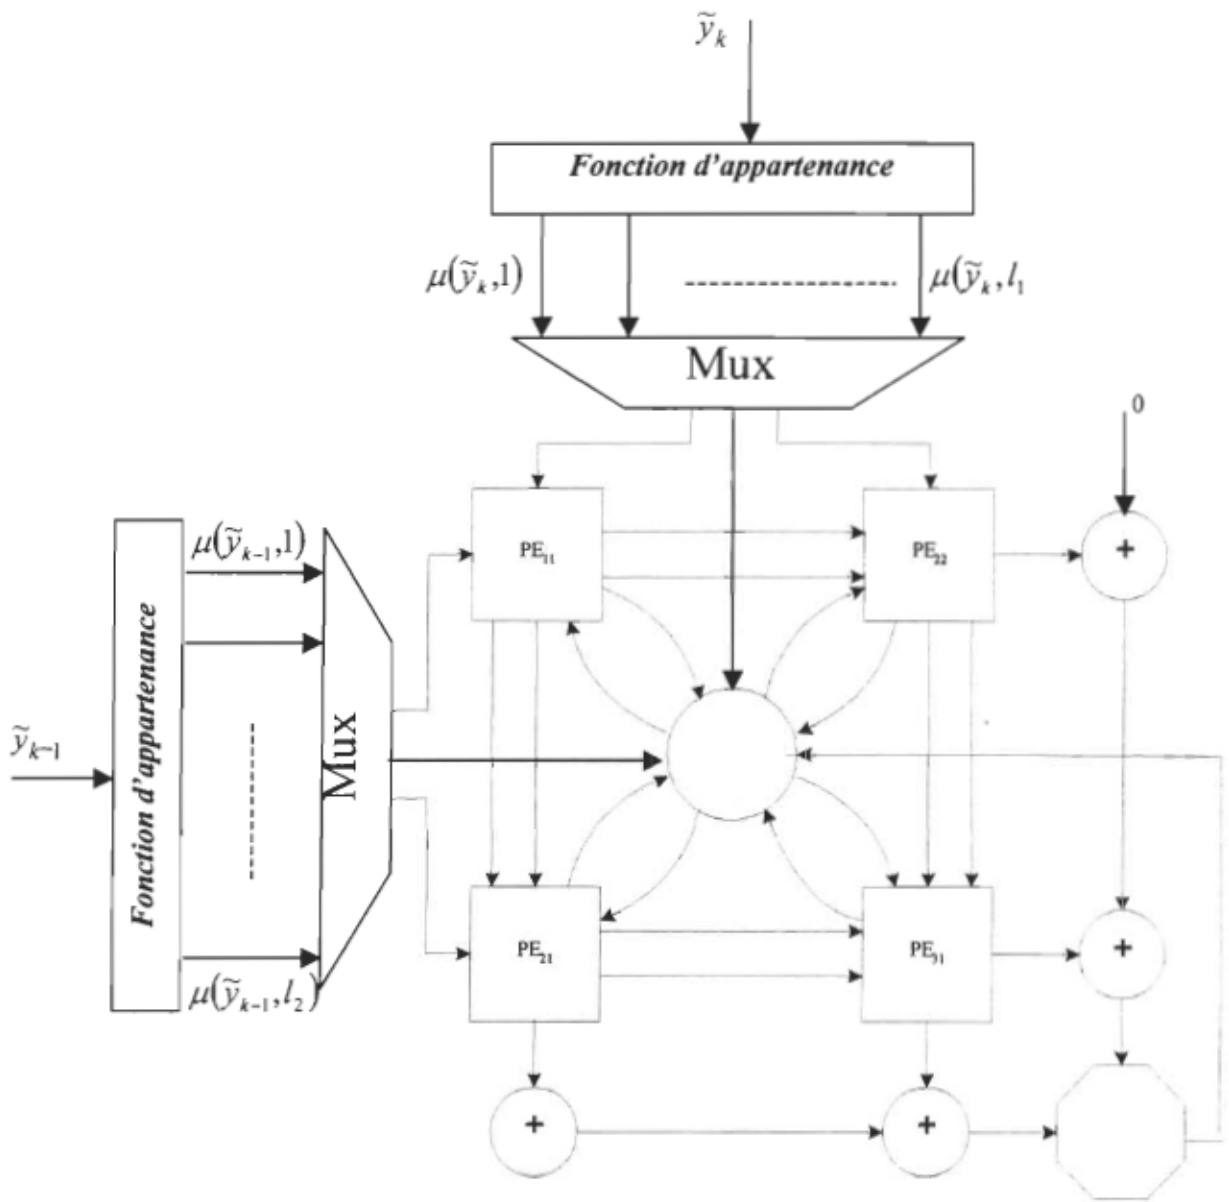 ỹₖ
Fonction d'appartenance
μ(ỹₖ,1)
μ(ỹₖ,l₁
Mux
0
μ(ỹₖ₋₁,1)
PE₁₁
PE₂₂
+
Fonction d'appartenance
Mux
ỹₖ₋₁
PE₂₁
PE₃₁
+
μ(ỹₖ₋₁,l₂)
+
+